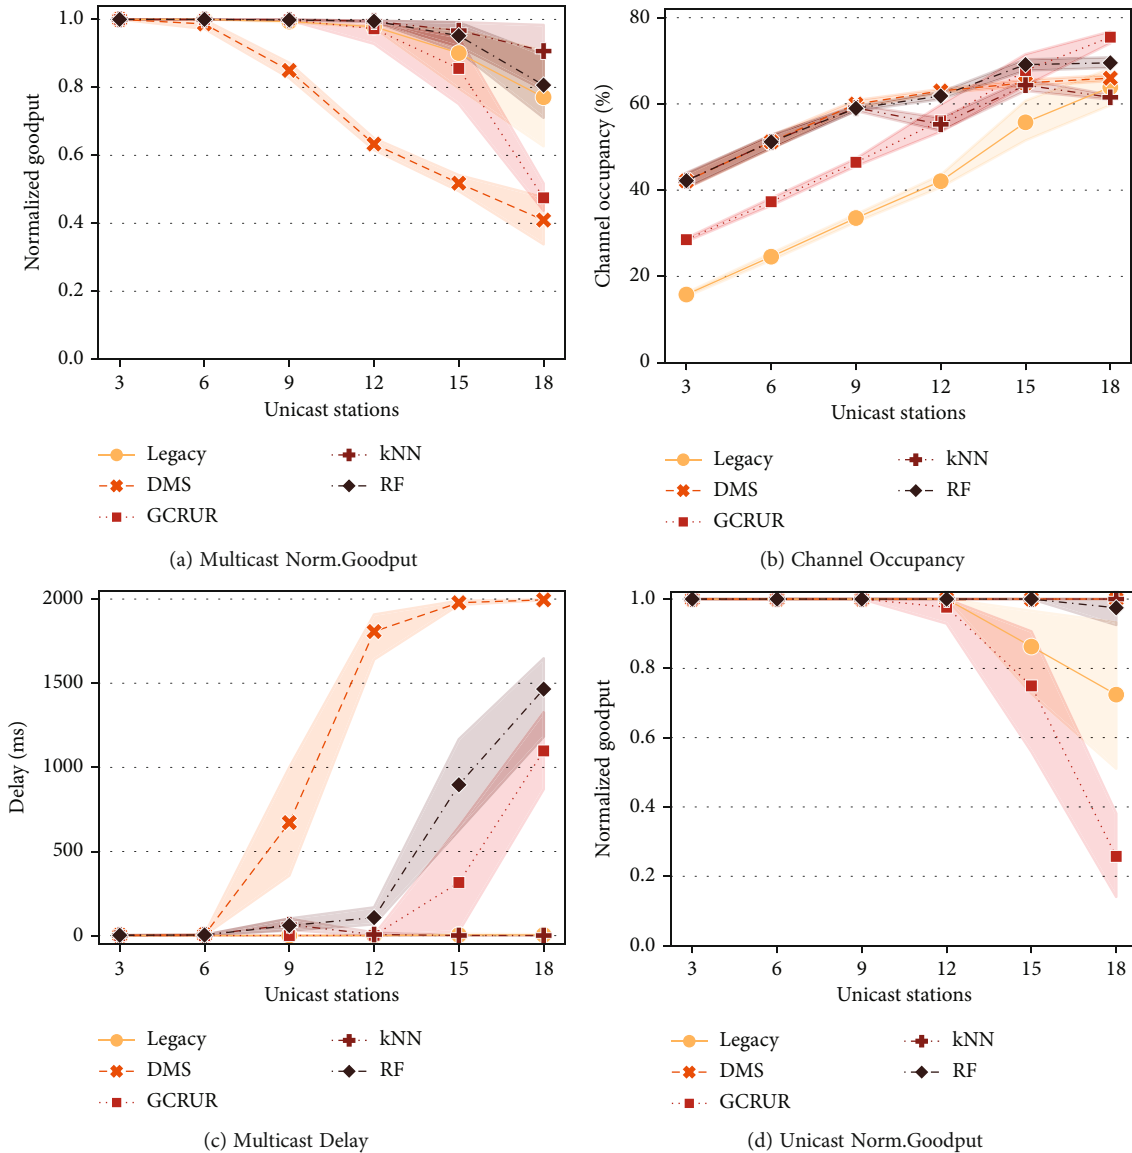 1.0
0.8
0.6
0.4
0.2
0.0
Normalized goodput
3 6 9 12 15 18
Unicast stations
Legacy
DMS
GCRUR
kNN
RF
(a) Multicast Norm.Goodput
80
60
40
20
0
Channel occupancy (%)
3 6 9 12 15 18
Unicast stations
Legacy
DMS
GCRUR
kNN
RF
(b) Channel Occupancy
2000
1500
1000
500
0
Delay (ms)
3 6 9 12 15 18
Unicast stations
Legacy
DMS
GCRUR
kNN
RF
(c) Multicast Delay
1.0
0.8
0.6
0.4
0.2
0.0
Normalized goodput
3 6 9 12 15 18
Unicast stations
Legacy
DMS
GCRUR
kNN
RF
(d) Unicast Norm.Goodput